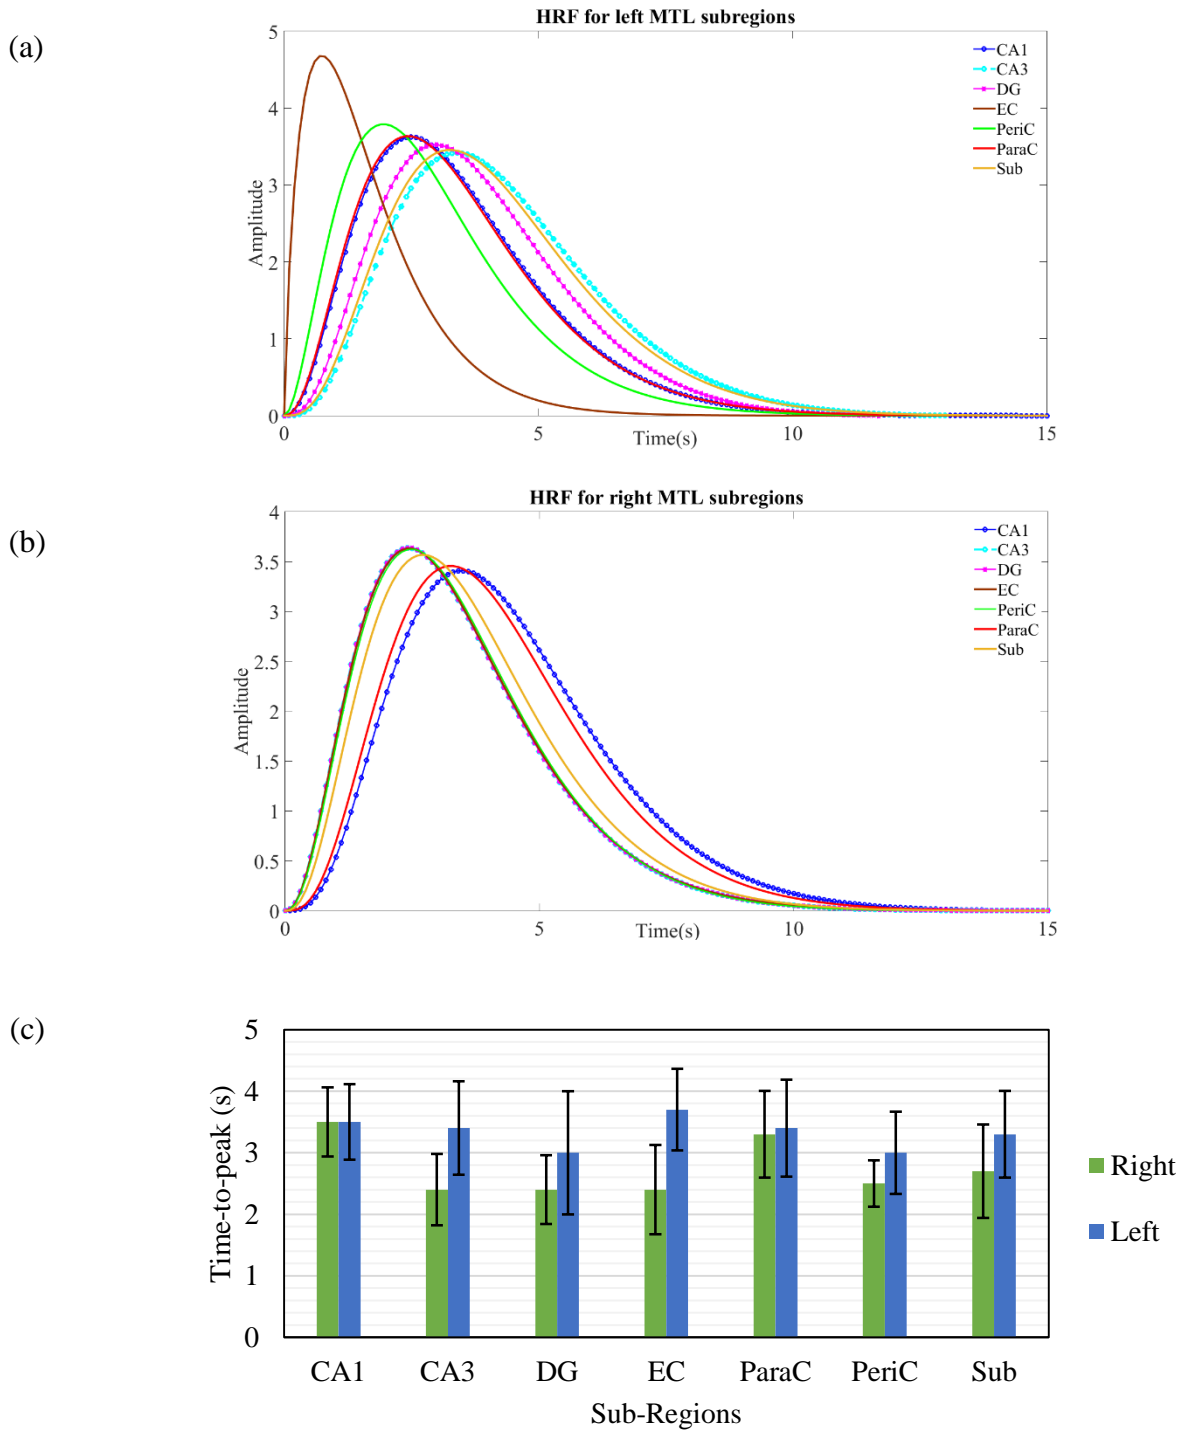 (a)
HRF for left MTL subregions
5
4
3
2
1
0
Amplitude
0
5
10
15
Time(s)
CA1
CA3
DG
EC
PeriC
ParaC
Sub
(b)
HRF for right MTL subregions
4
3.5
3
2.5
2
1.5
1
0.5
0
Amplitude
0
5
10
15
Time(s)
CA1
CA3
DG
EC
PeriC
ParaC
Sub
(c)
5
4
3
2
1
0
Time-to-peak (s)
CA1
CA3
DG
EC
ParaC
PeriC
Sub
Sub-Regions
Right
Left